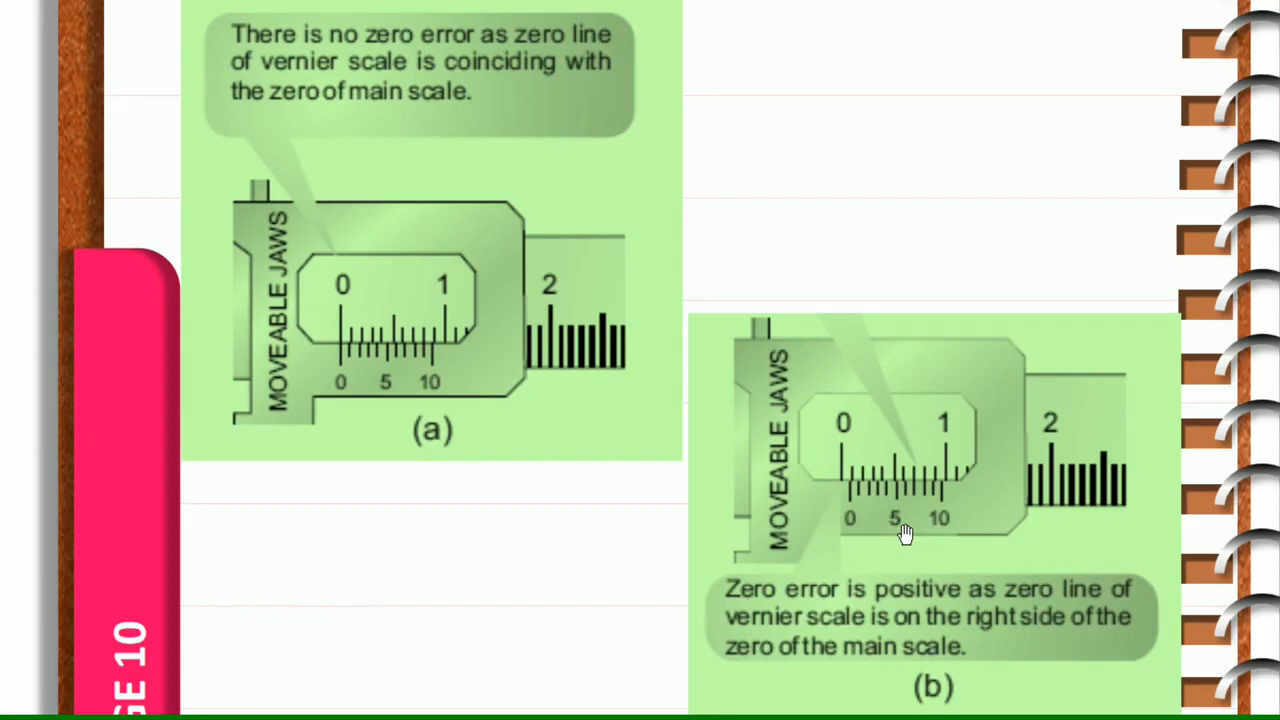 There is no zero error as zero line
of vernier scale is coinciding with
the zero of main scale.
MOVEABLE JAWS
0 1 2
0 5 10
(a)
MOVEABLE JAWS
0 1 2
0 5 10
Zero error is positive as zero line of
vernier scale is on the right side of the
zero of the main scale.
(b)
GE 10